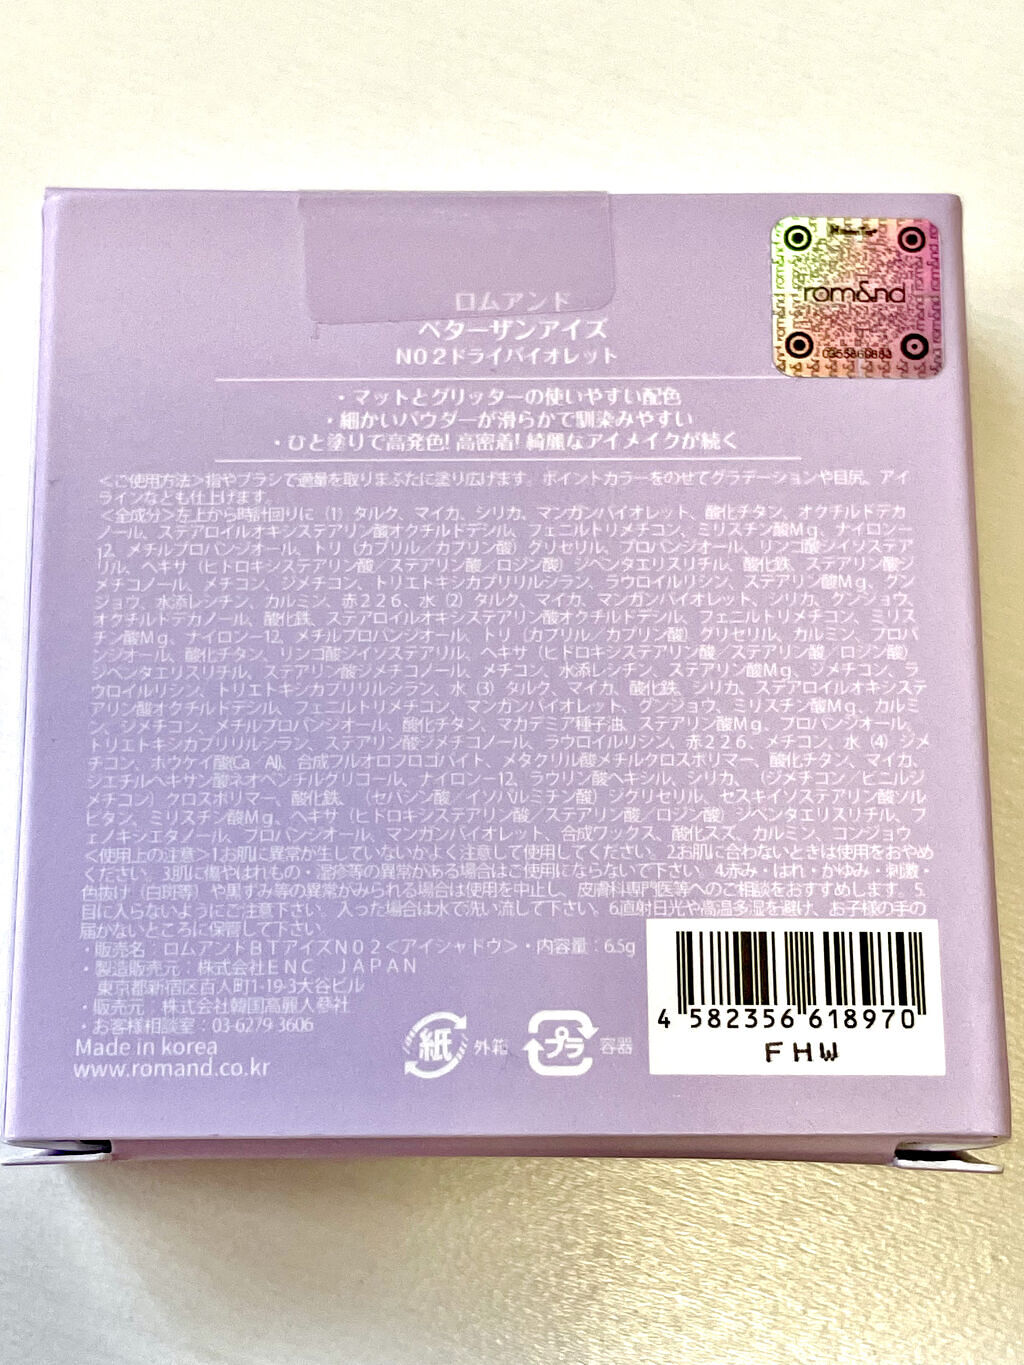 rom&nd
0355869883
ロムアンド
ベターザンアイズ
N02ドライバイオレット
・マットとグリッターの使いやすい配色
・細かいパウダーが滑らかで馴染みやすい
・ひと塗りで高発色!高密着!綺麗なアイメイクが続く
＜ご使用方法＞指やブラシで適量を取りまぶたに塗り広げます。ポイントカラーをのせてグラデーションや目尻、アイ
ラインなども仕上げます。
＜全成分＞左上から時計回りに（1）タルク、マイカ、シリカ、マンガンバイオレット、酸化チタン、オクチルドデカ
ノール、ステアロイルオキシステアリン酸オクチルドデシル、フェニルトリメチコン、ミリスチン酸Ｍｇ、ナイロンー
12、メチルプロパンジオール、トリ（カプリル／カプリン酸）グリセリル、プロパンジオール、リンゴ酸ジイソステア
リル、ヘキサ（ヒドロキシステアリン酸／ステアリン酸／ロジン酸）ジペンタエリスリチル、酸化鉄、ステアリン酸ジ
メチコノール、メチコン、ジメチコン、トリエトキシカプリリルシラン、ラウロイルリシン、ステアリン酸Ｍｇ、グン
ジョウ、水添レシチン、カルミン、赤２２６、水（2）タルク、マイカ、マンガンバイオレット、シリカ、グンジョウ、
オクチルドデカノール、酸化鉄、ステアロイルオキシステアリン酸オクチルドデシル、フェニルトリメチコン、ミリス
チン酸Ｍｇ、ナイロンー12、メチルプロパンジオール、トリ（カプリル／カプリン酸）グリセリル、カルミン、プロパ
ンジオール、酸化チタン、リンゴ酸ジイソステリル、ヘキサ（ヒドロキシステアリン酸／ステアリン酸／ロジン酸）
ジペンタエリスリチル、ステアリン酸ジメチコノール、メチコン、水添レシチン、ステアリン酸Ｍｇ、ジメチコン、ラ
ウロイルリシン、トリエトキシカプリリルシラン、水（3）タルク、マイカ、酸化鉄、シリカ、ステアロイルオキシステ
アリン酸オクチルドデシル、フェニルトリメチコン、マンガンバイオレット、グンジョウ、ミリスチン酸Ｍｇ、カルミ
ン、ジメチコン、メチルプロパンジオール、酸化チタン、マカデミア種子油、ステアリン酸Ｍｇ、プロパンジオール、
トリエトキシカプリリルシラン、ステアリン酸ジメチコノール、ラウロイルリシン、赤２２６、メチコン、水（4）ジメ
チコン、ホウケイ酸(Ca／Al)、合成フルオロフロゴパイト、メタクリル酸メチルクロスポリマー、酸化チタン、マイカ、
ジエチルヘキサン酸ネオペンチルグリコール、ナイロンー12、ラウリン酸ヘキシル、シリカ、（ジメチコン／ビニルジ
メチコン）クロスポリマー、酸化鉄、（セバシン酸／イソパルミチン酸）ジグリセリル、セスキイソステアリン酸ソル
ビタン、ミリスチン酸Ｍｇ、ヘキサ（ヒドロキシステアリン酸／ステアリン酸／ロジン酸）ジペンタエリスリチル、フ
ェノキシエタノール、プロパンジオール、マンガンバイオレット、合成ワックス、酸化スズ、カルミン、コンジョウ
＜使用上の注意＞1.お肌に異常が生じていないかよく注意して使用してください。2.お肌に合わないときは使用をおやめ
ください。3.肌に傷やはれもの・湿疹等の異常がある場合はご使用にならないで下さい。4.赤み・はれ・かゆみ・刺激・
色抜け（白斑等）や黒ずみ等の異常がみられる場合は使用を中止し、皮膚科専門医等へのご相談をおすすめします。5.
目に入らないようにご注意下さい。入った場合は水で洗い流して下さい。6.直射日光や高温多湿を避け、お子様の手の
届かないところに保管して下さい。
・販売名：ロムアンドＢＴアイズＮ０２＜アイシャドウ＞・内容量：6.5g
・製造販売元：株式会社ＥＮＣ ＪＡＰＡＮ
東京都新宿区百人町1-19-3大谷ビル
・販売元：株式会社韓国高麗人蔘社
・お客様相談室：03-6279-3606
Made in korea
www.romand.co.kr
紙 外箱
プラ 容器
4 582356 618970
FHW